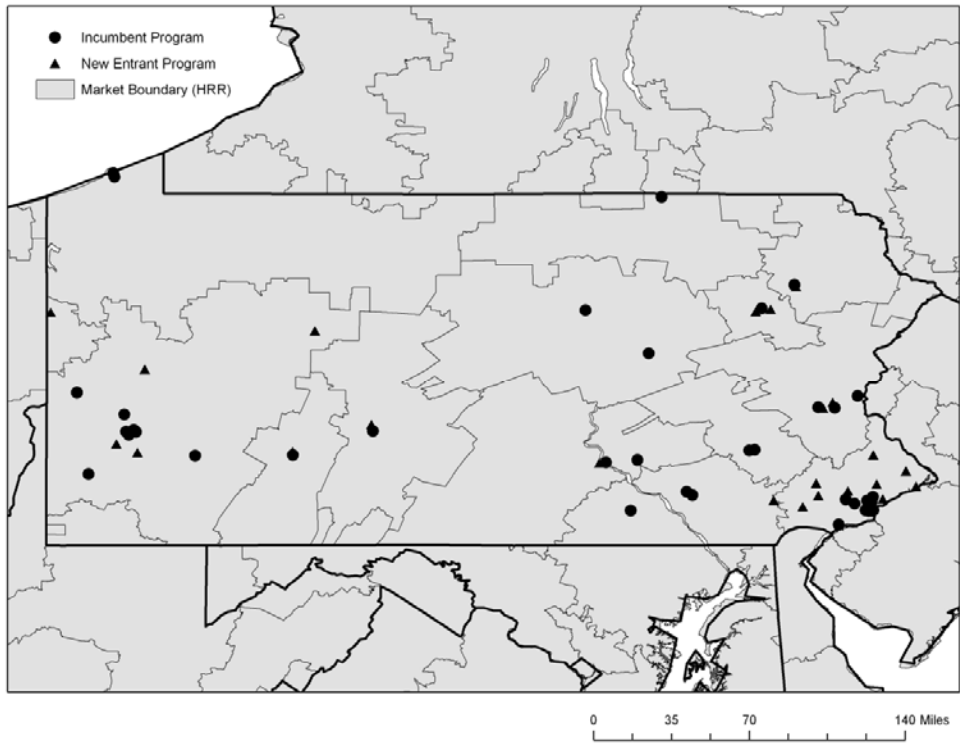 Incumbent Program
New Entrant Program
Market Boundary (HRR)
0 35 70 140 Miles